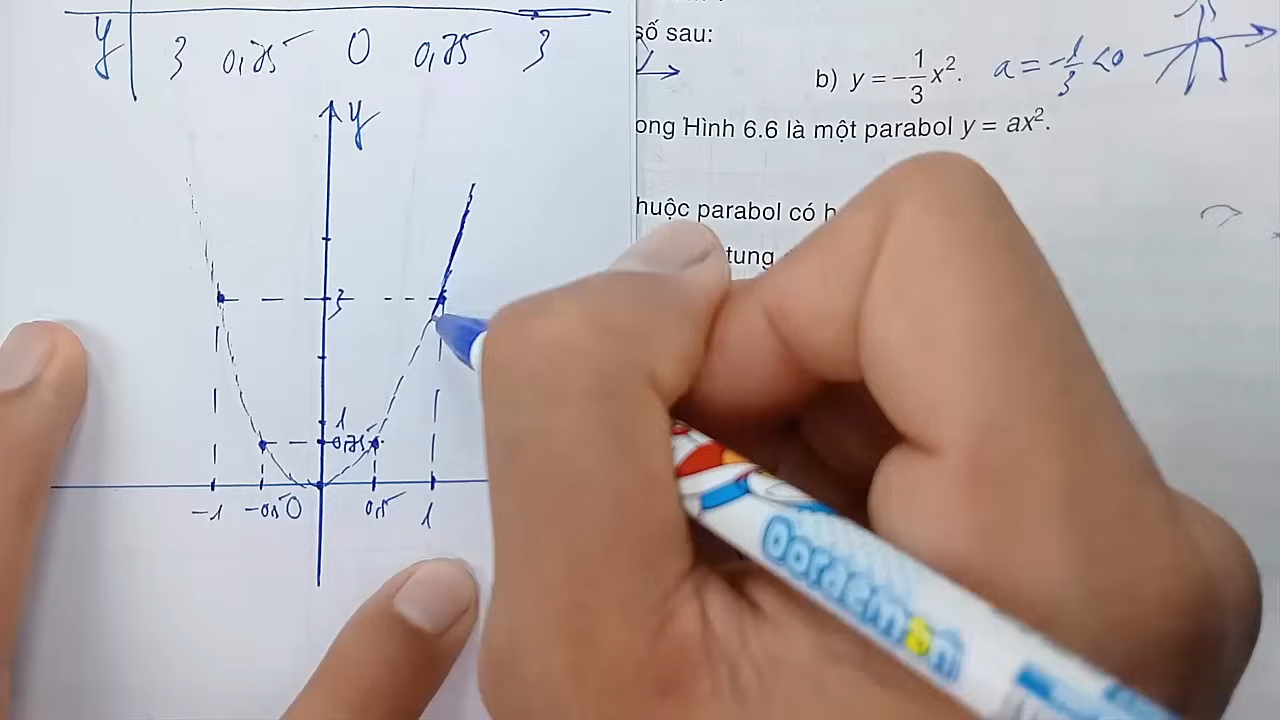 y 3 0,75 0 0,75 3
y
3
1
0,75
-1 -0,5 0 0,5 1
số sau:
b) y = -1/3 x². a = -1/3 < 0
ong Hình 6.6 là một parabol y = ax².
huộc parabol có h
tung
Doraemon